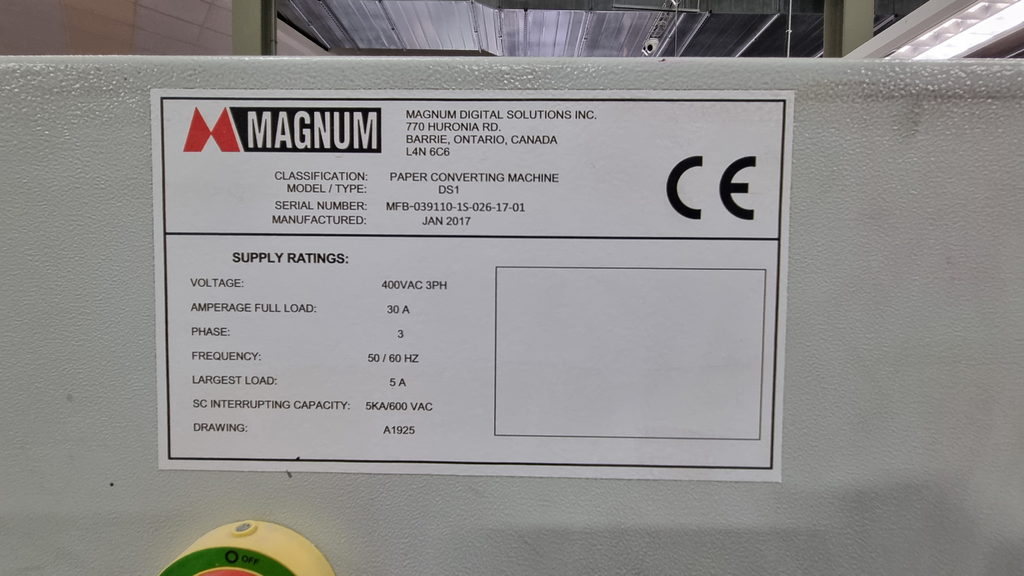 MAGNUM
MAGNUM DIGITAL SOLUTIONS INC.
770 HURONIA RD.
BARRIE, ONTARIO, CANADA
L4N 6C6
CLASSIFICATION: PAPER CONVERTING MACHINE
MODEL / TYPE: DS1
SERIAL NUMBER: MFB-039110-1S-026-17-01
MANUFACTURED: JAN 2017
CE
SUPPLY RATINGS:
VOLTAGE: 400VAC 3PH
AMPERAGE FULL LOAD: 30 A
PHASE: 3
FREQUENCY: 50 / 60 HZ
LARGEST LOAD: 5 A
SC INTERRUPTING CAPACITY: 5KA/600 VAC
DRAWING: A1925
OFF